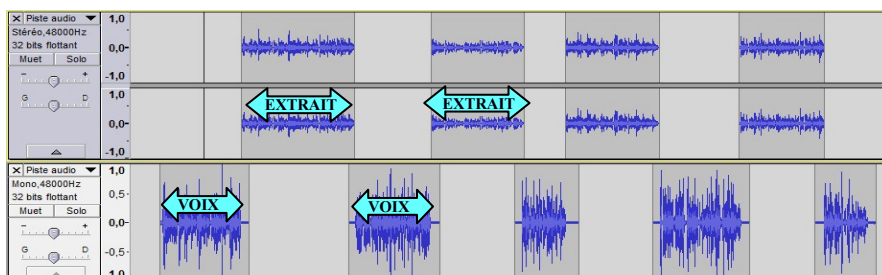 × Piste audio ▼ 1,0
Stéréo,48000Hz
32 bits flottant 0,0-
Muet Solo
- + -1,0
G D 1,0
EXTRAIT EXTRAIT
0,0-
-1,0
× Piste audio ▼ 1,0
Mono,48000Hz
32 bits flottant 0,5-
Muet Solo
VOIX VOIX
- + 0,0-
G D -0,5-
-1,0